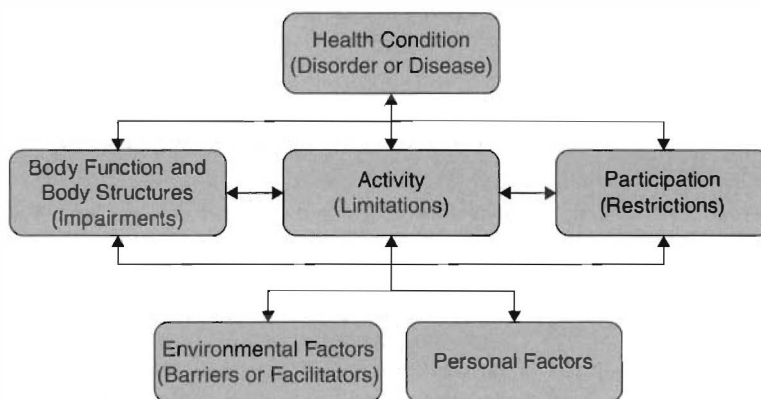 Health Condition
(Disorder or Disease)
Body Function and
Body Structures
(Impairments)
Activity
(Limitations)
Participation
(Restrictions)
Environmental Factors
(Barriers or Facilitators)
Personal Factors